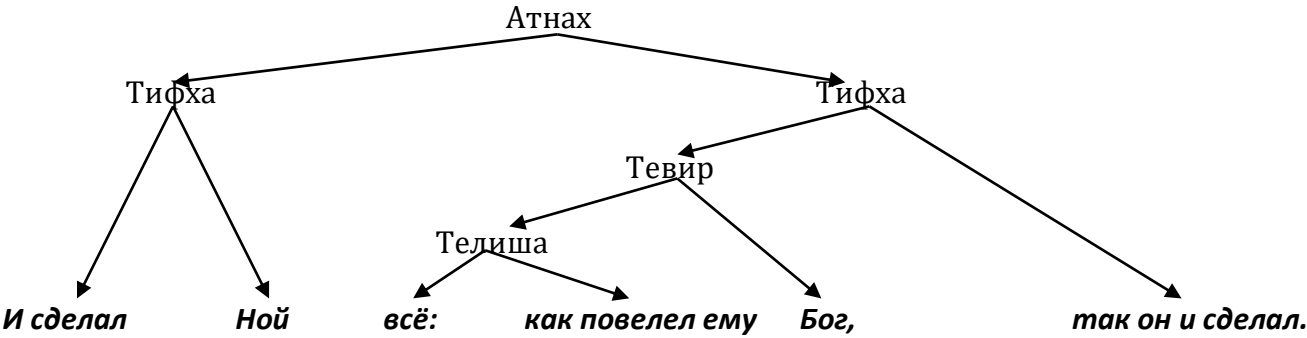 Атнах
Тифха Тифха
Тевир
Телиша
И сделал Ной всё: как повелел ему Бог, так он и сделал.